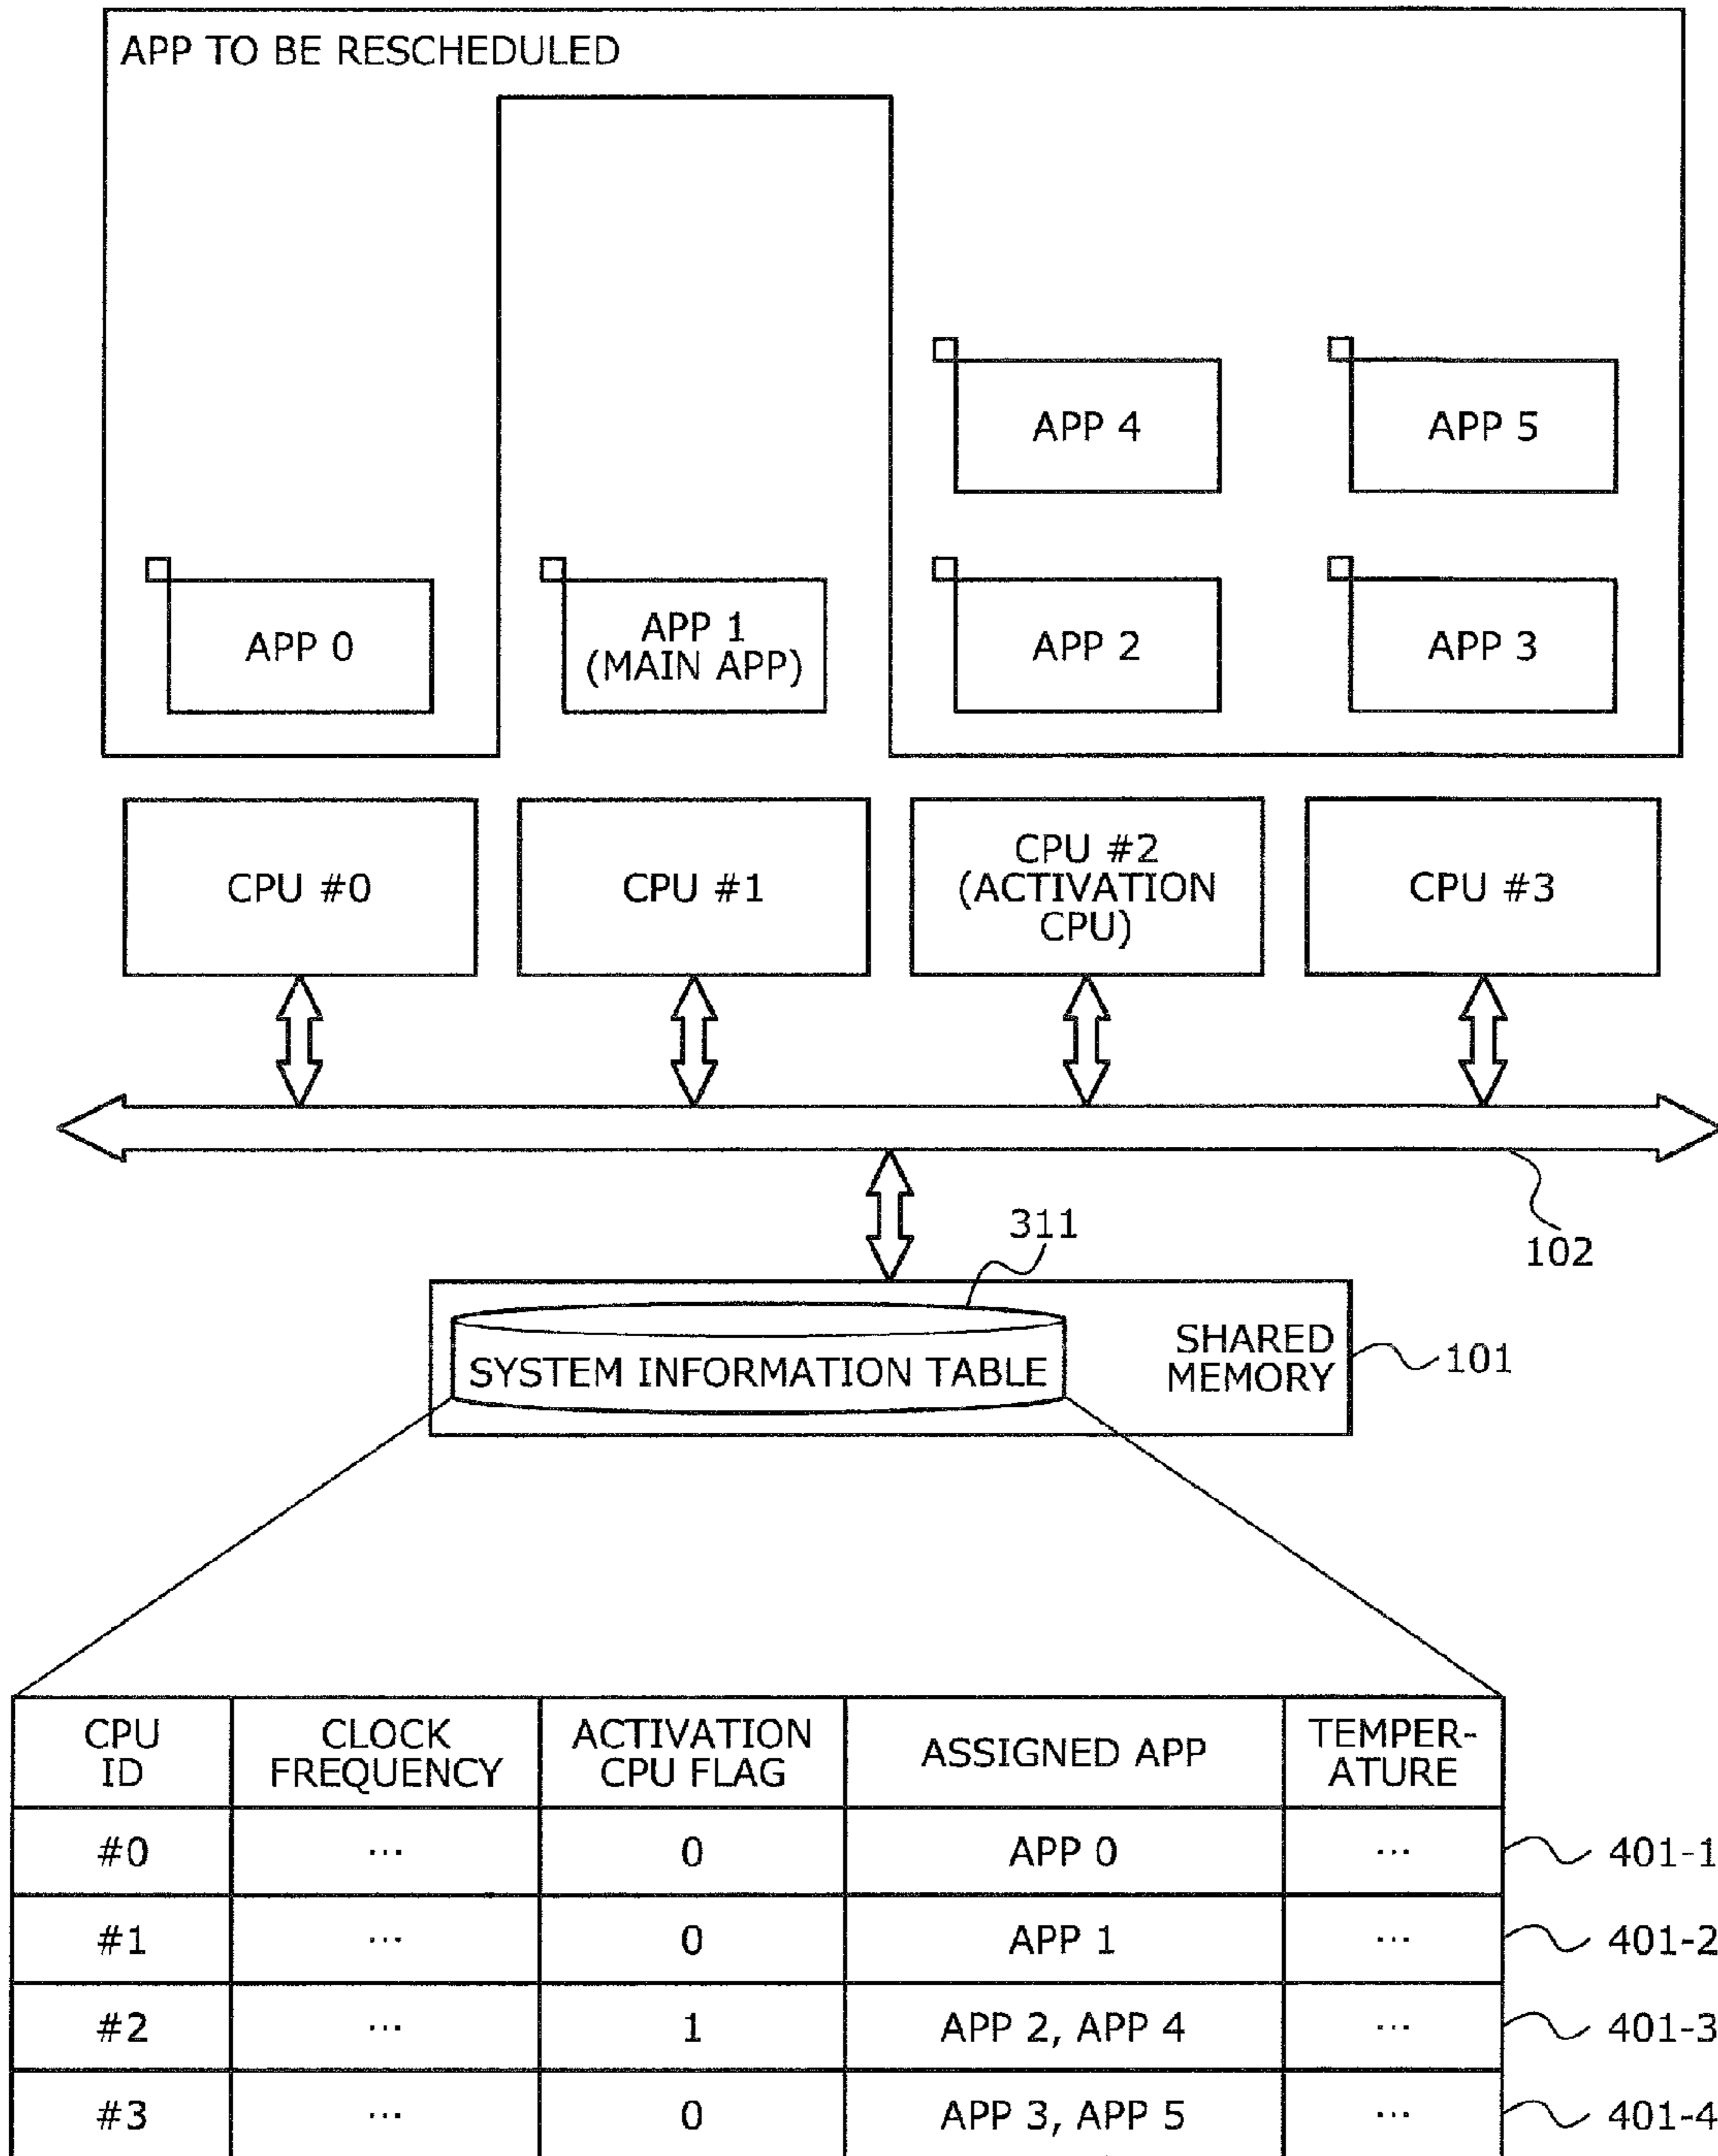 APP TO BE RESCHEDULED
APP 4
APP 5
APP 0
APP 1
(MAIN APP)
APP 2
APP 3
CPU #0
CPU #1
CPU #2
(ACTIVATION
CPU)
CPU #3
102
311
SYSTEM INFORMATION TABLE
SHARED
MEMORY
101
CPU ID CLOCK FREQUENCY ACTIVATION CPU FLAG ASSIGNED APP TEMPER-ATURE
#0 ... 0 APP 0 ... 401-1
#1 ... 0 APP 1 ... 401-2
#2 ... 1 APP 2, APP 4 ... 401-3
#3 ... 0 APP 3, APP 5 ... 401-4